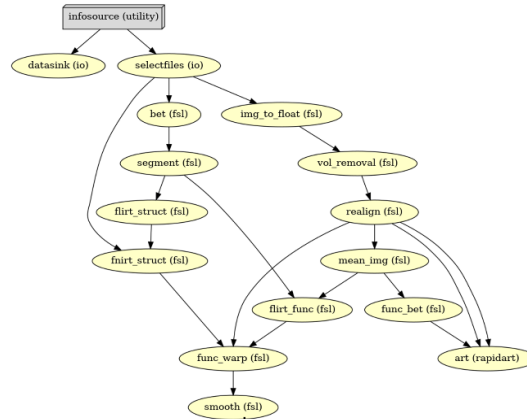 infosource (utility)
datasink (io)
selectfiles (io)
bet (fsl)
img_to_float (fsl)
segment (fsl)
vol_removal (fsl)
flirt_struct (fsl)
realign (fsl)
fnirt_struct (fsl)
mean_img (fsl)
flirt_func (fsl)
func_bet (fsl)
func_warp (fsl)
art (rapidart)
smooth (fsl)